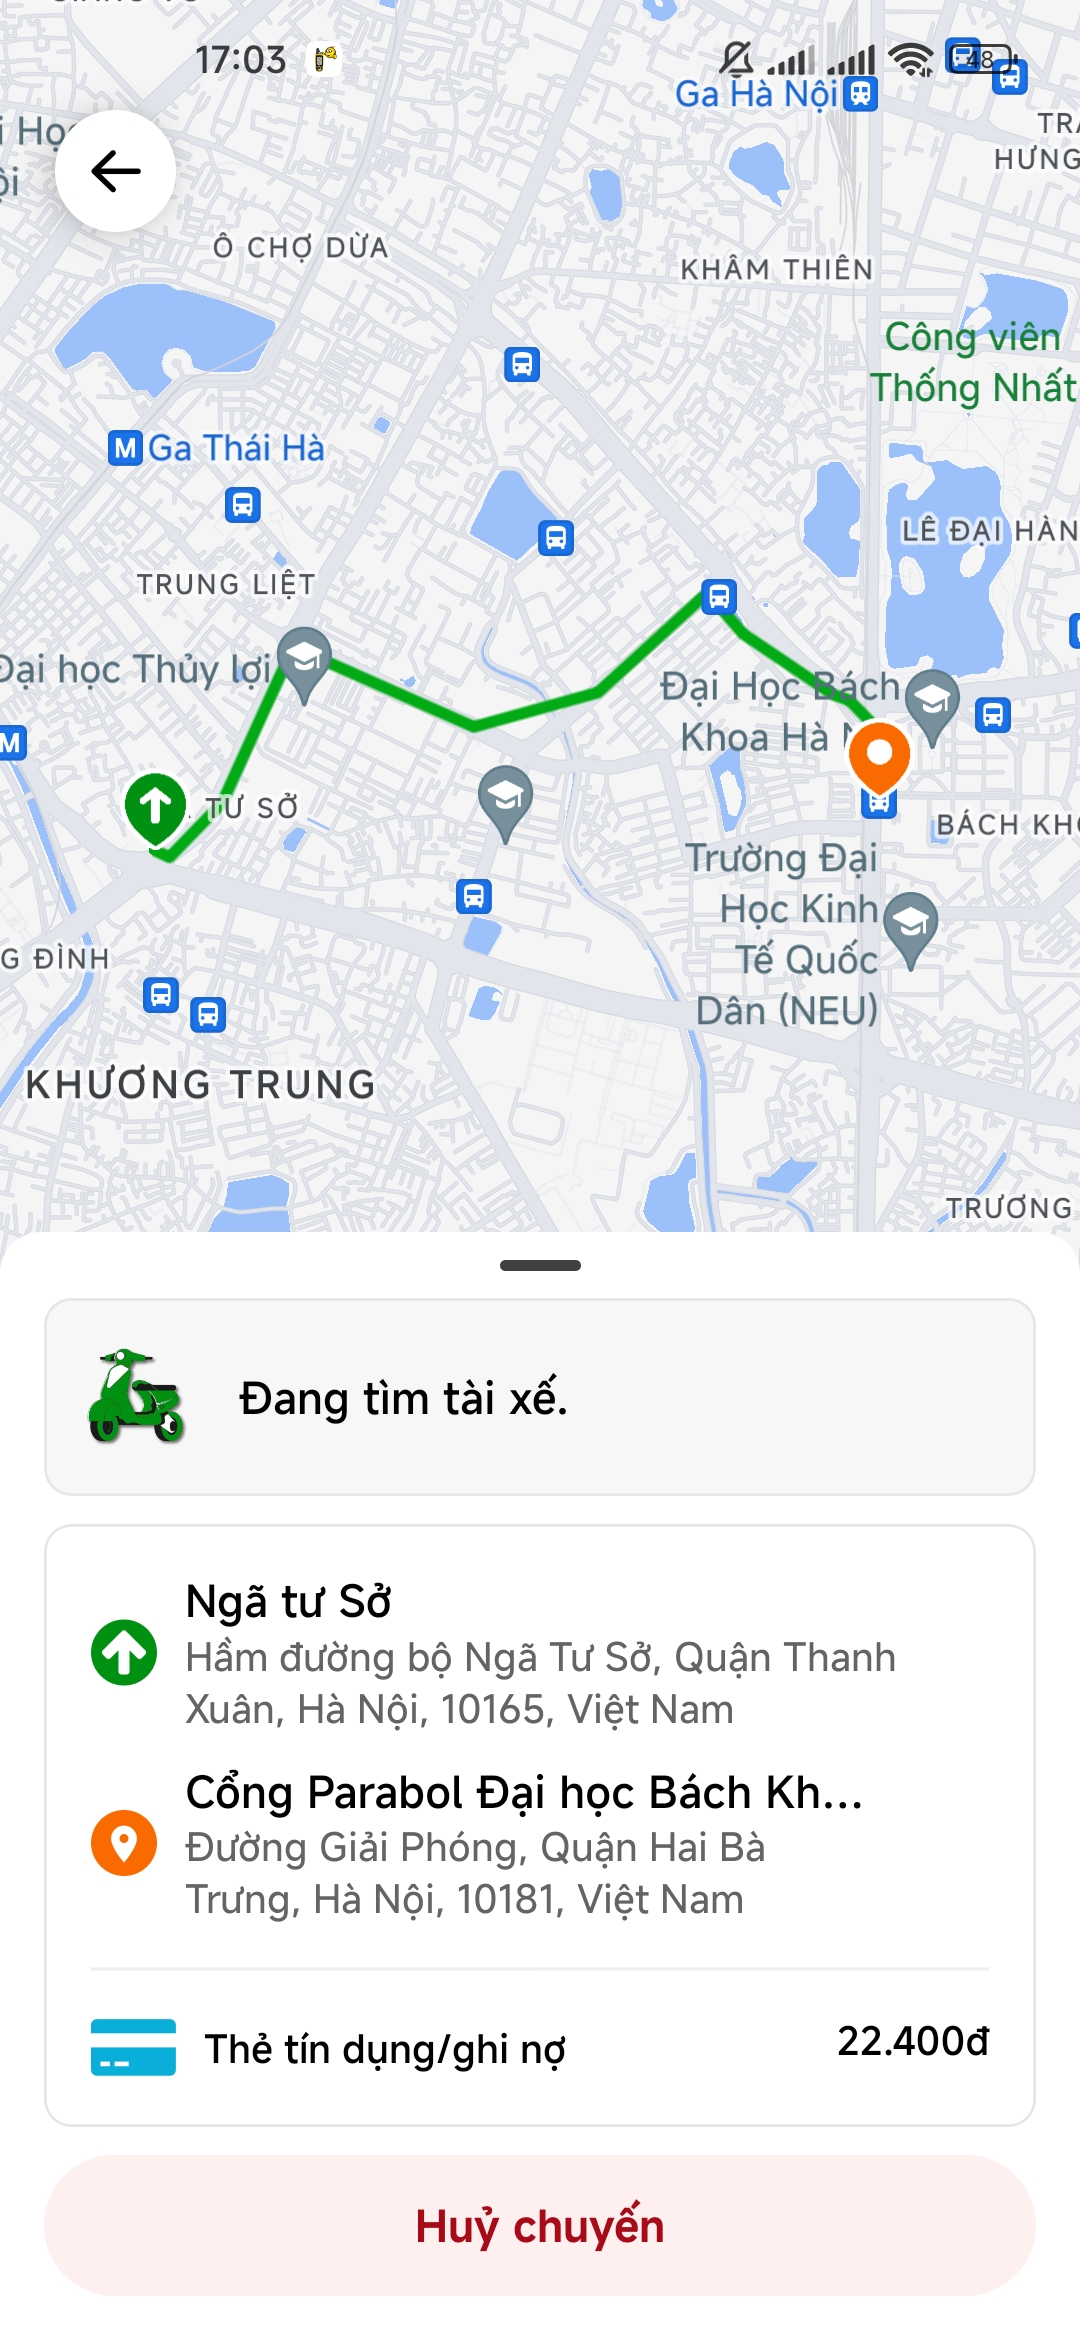 17:03
48
Ga Hà Nội
HƯNG
Ô CHỢ DỪA
KHÂM THIÊN
Công viên
Thống Nhất
M Ga Thái Hà
LÊ ĐẠI HÀN
TRUNG LIỆT
Đại học Thủy lợi
Đại Học Bách
Khoa Hà N
M
TƯ SỞ
BÁCH KHO
Trường Đại
Học Kinh
Tế Quốc
Dân (NEU)
G ĐÌNH
KHƯƠNG TRUNG
TRƯƠNG
Đang tìm tài xế.
Ngã tư Sở
Hầm đường bộ Ngã Tư Sở, Quận Thanh
Xuân, Hà Nội, 10165, Việt Nam
Cổng Parabol Đại học Bách Kh...
Đường Giải Phóng, Quận Hai Bà
Trưng, Hà Nội, 10181, Việt Nam
Thẻ tín dụng/ghi nợ
22.400đ
Huỷ chuyến